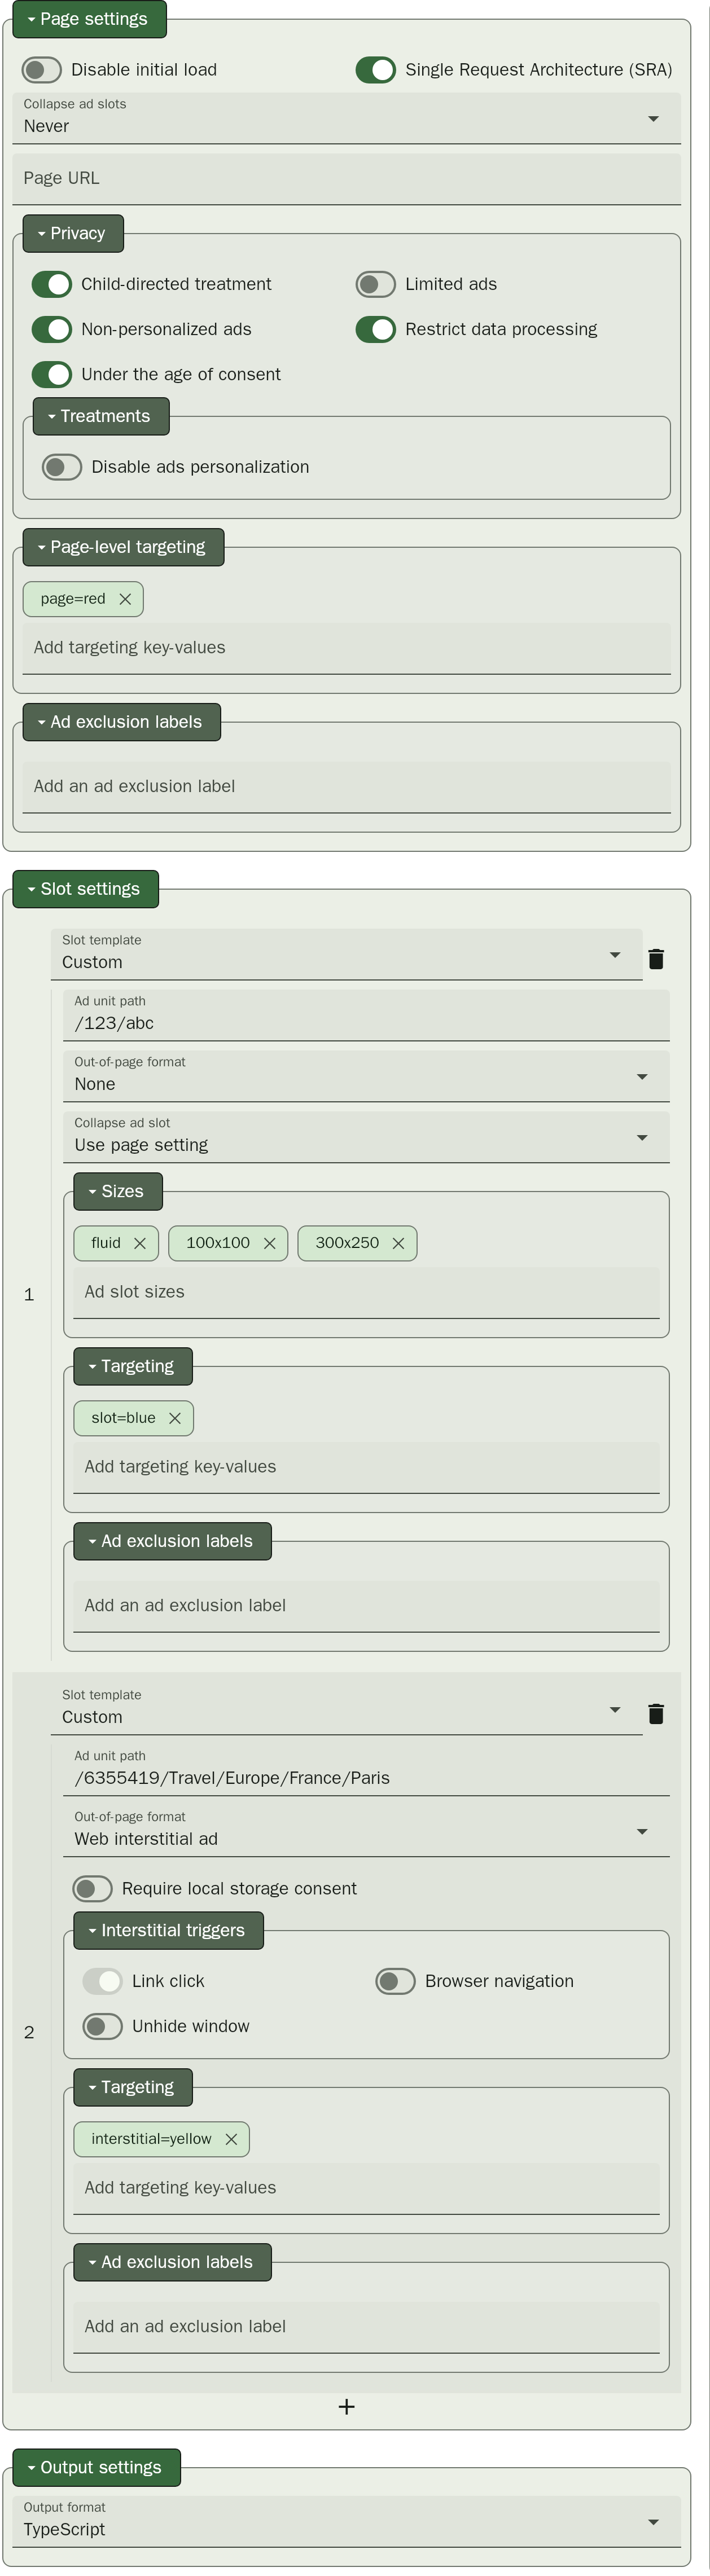 Page settings
Disable initial load
Single Request Architecture (SRA)
Collapse ad slots
Never
Page URL
Privacy
Child-directed treatment
Limited ads
Non-personalized ads
Restrict data processing
Under the age of consent
Treatments
Disable ads personalization
Page-level targeting
page=red
Add targeting key-values
Ad exclusion labels
Add an ad exclusion label
Slot settings
Slot template
Custom
Ad unit path
/123/abc
Out-of-page format
None
Collapse ad slot
Use page setting
Sizes
fluid 100x100 300x250
1
Ad slot sizes
Targeting
slot=blue
Add targeting key-values
Ad exclusion labels
Add an ad exclusion label
Slot template
Custom
Ad unit path
/6355419/Travel/Europe/France/Paris
Out-of-page format
Web interstitial ad
Require local storage consent
Interstitial triggers
Link click
Browser navigation
Unhide window
2
Targeting
interstitial=yellow
Add targeting key-values
Ad exclusion labels
Add an ad exclusion label
Output settings
Output format
TypeScript